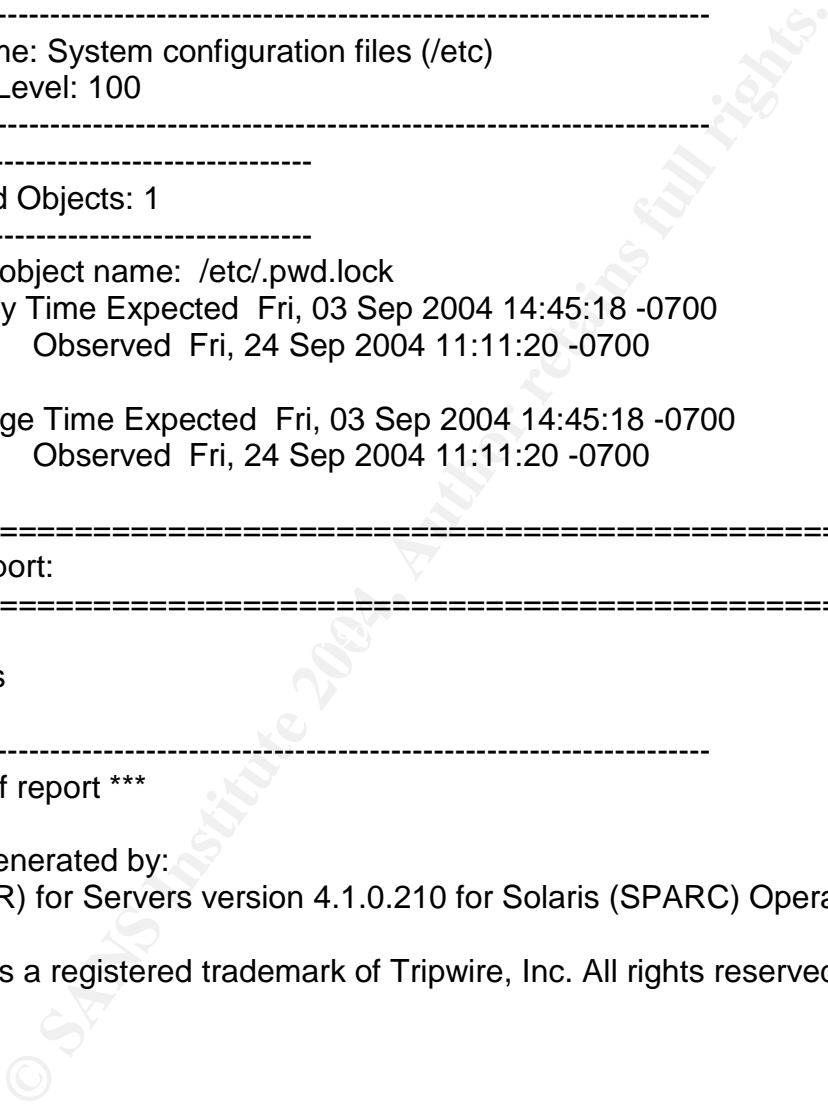 --------------------------------------------------------------------
me: System configuration files (/etc)
Level: 100
--------------------------------------------------------------------
------------------------------
d Objects: 1
------------------------------
object name:  /etc/.pwd.lock
y Time Expected  Fri, 03 Sep 2004 14:45:18 -0700
Observed  Fri, 24 Sep 2004 11:11:20 -0700
ge Time Expected  Fri, 03 Sep 2004 14:45:18 -0700
Observed  Fri, 24 Sep 2004 11:11:20 -0700
=============================================
port:
=============================================
s
--------------------------------------------------------------------
f report ***
enerated by:
R) for Servers version 4.1.0.210 for Solaris (SPARC) Opera
s a registered trademark of Tripwire, Inc. All rights reserved
© SANS Institute 2004, Author retains full rights.